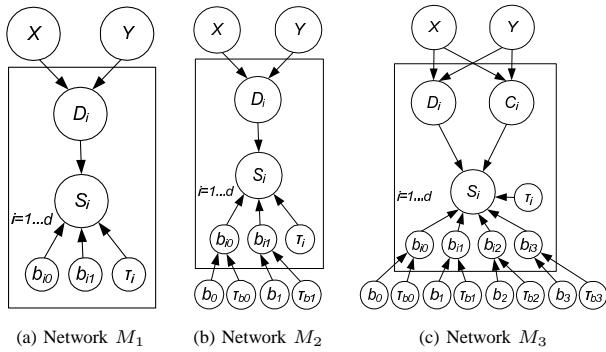 X Y X Y X Y
D_i D_i D_i C_i
S_i S_i S_i
i=1...d i=1...d i=1...d τ_i
b_i0 b_i1 τ_i b_i0 b_i1 τ_i b_i0 b_i1 b_i2 b_i3
b_0 τ_b0 b_1 τ_b1 b_0 τ_b0 b_1 τ_b1 b_2 τ_b2 b_3 τ_b3
(a) Network M_1 (b) Network M_2 (c) Network M_3